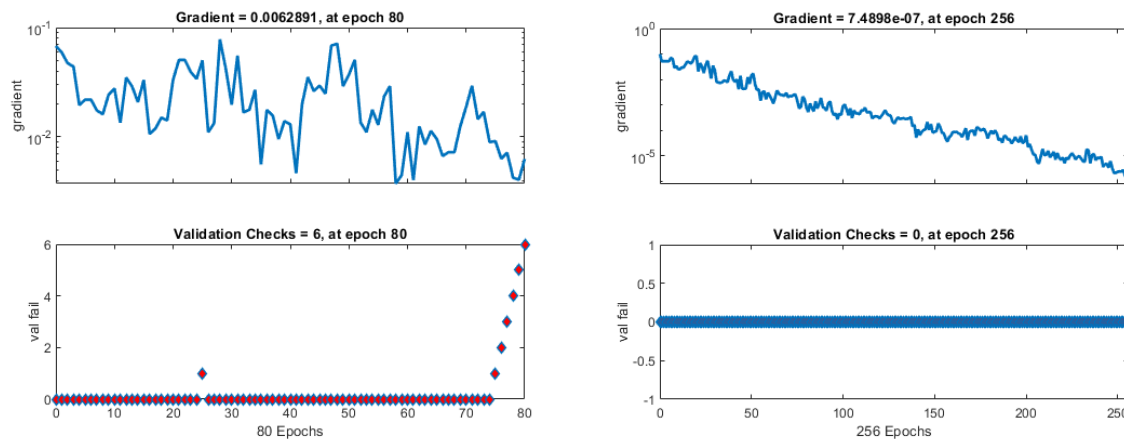 Gradient = 0.0062891, at epoch 80
10^-1
10^-2
gradient
Validation Checks = 6, at epoch 80
6
4
2
0
val fail
0 10 20 30 40 50 60 70 80
80 Epochs
Gradient = 7.4898e-07, at epoch 256
10^0
10^-5
gradient
Validation Checks = 0, at epoch 256
1
0.5
0
-0.5
-1
val fail
0 50 100 150 200 250
256 Epochs